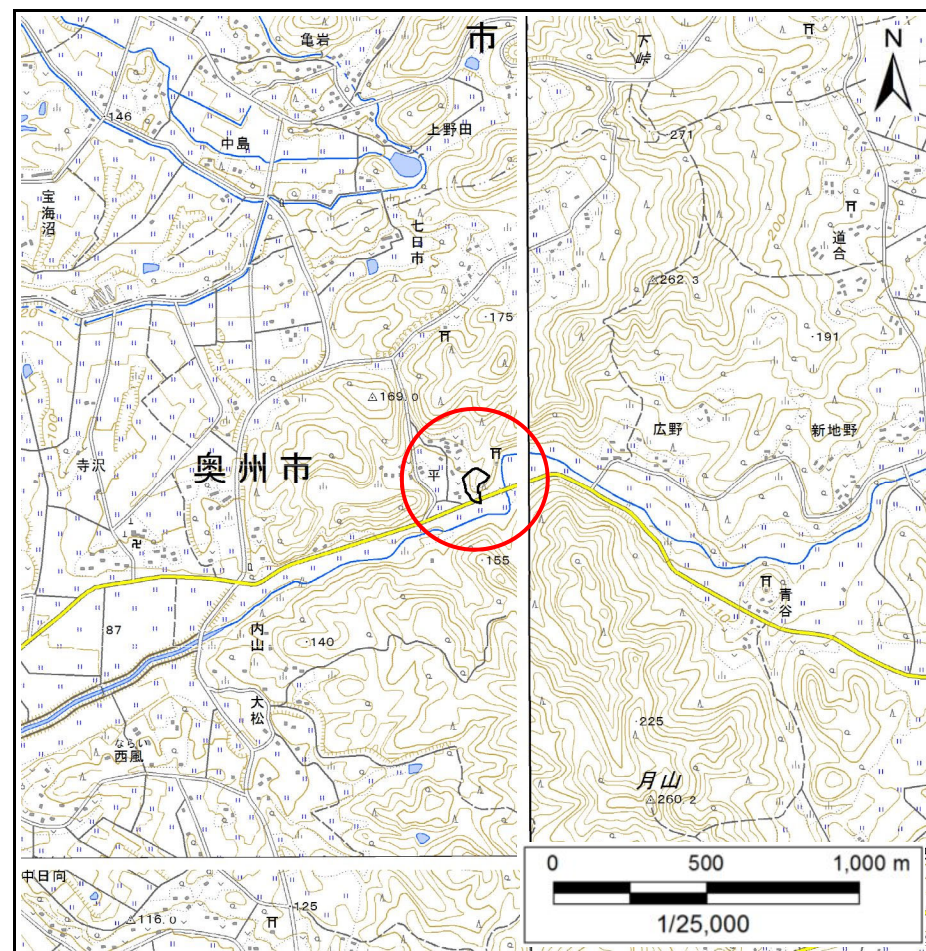 亀岩
市
下峠
N
146
中島
上野田
271
宝海沼
七日市
道合
262.3
200
175
191
169.0
広野
新地野
寺沢
奥州市
平
155
青谷
87
内山
140
大松
225
ならい
西風
月山
260.2
中日向
125
116.0
0 500 1,000 m
1/25,000